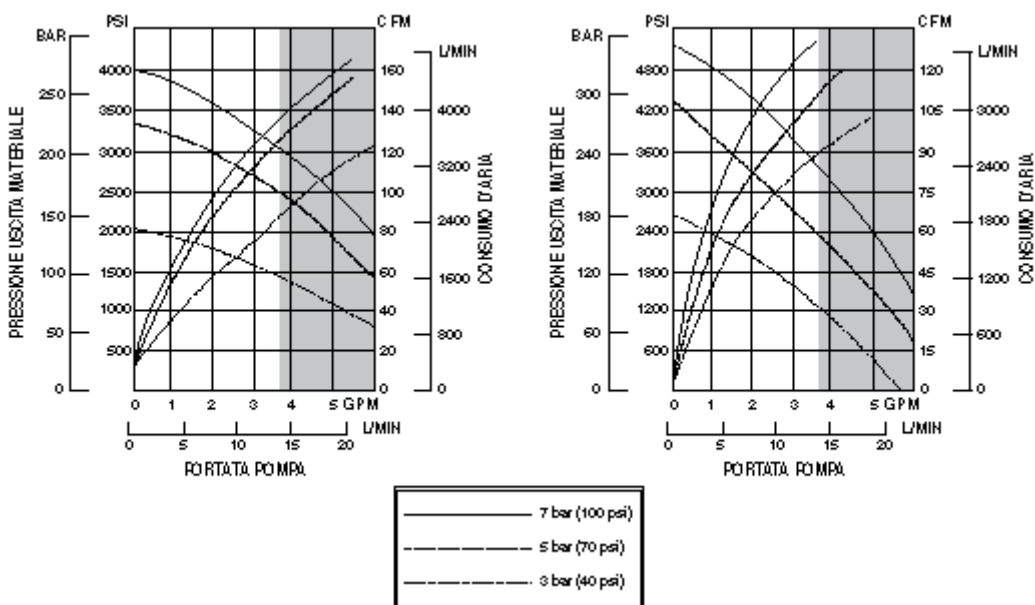 PSI
CFM
BAR
L/MIN
PRESSIONE USCITA MATERIALE
CONSUMO D'ARIA
4000
3500
3000
2500
2000
1500
1000
500
250
200
150
100
50
0
160
140
120
100
80
60
40
20
0
4000
3200
2400
1600
800
0
0 1 2 3 4 5 GPM
L/MIN
0 5 10 15 20
PORTATA POMPA
PSI
CFM
BAR
L/MIN
PRESSIONE USCITA MATERIALE
CONSUMO D'ARIA
4800
4200
3600
3000
2400
1800
1200
600
300
240
180
120
60
0
120
105
90
75
60
45
30
15
0
3000
2400
1800
1200
600
0
0 1 2 3 4 5 GPM
L/MIN
0 5 10 15 20
PORTATA POMPA
7 bar (100 psi)
5 bar (70 psi)
3 bar (40 psi)